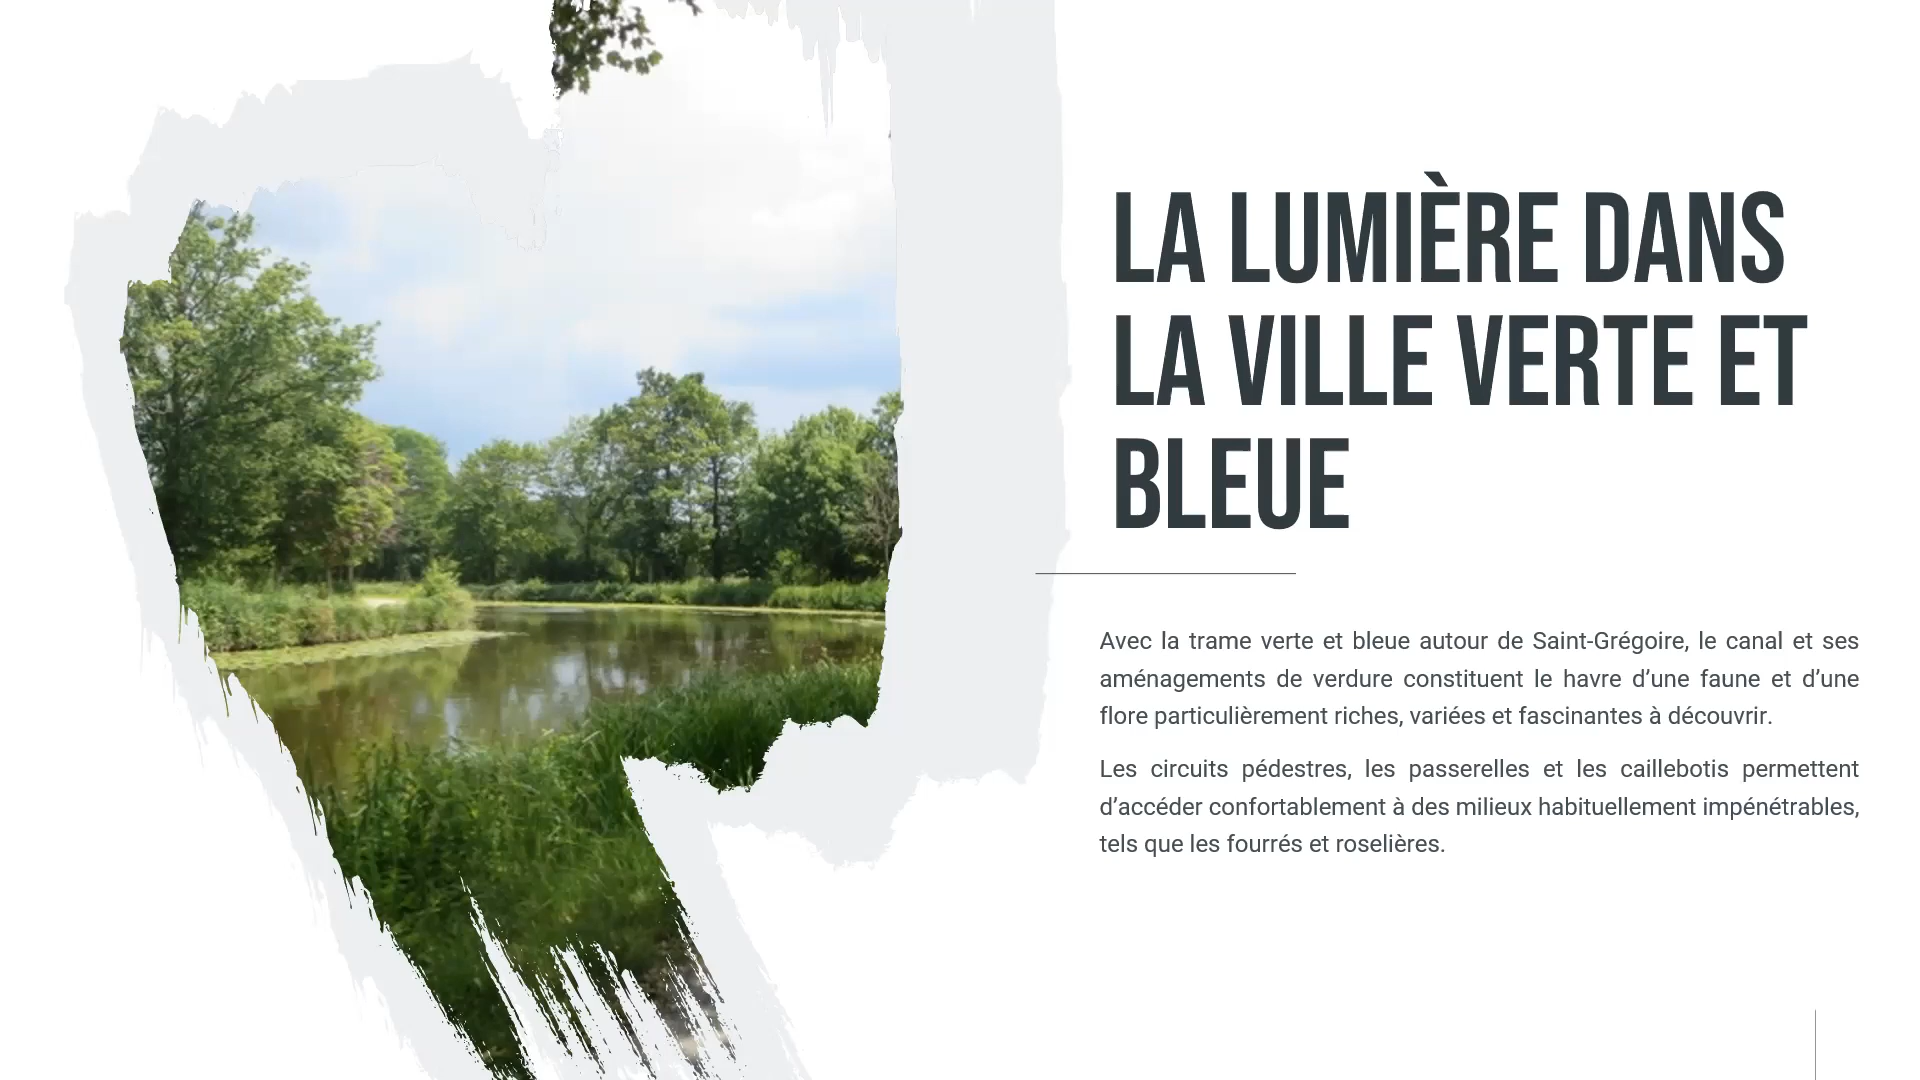 LA LUMIÈRE DANS
LA VILLE VERTE ET
BLEUE
Avec la trame verte et bleue autour de Saint-Grégoire, le canal et ses
aménagements de verdure constituent le havre d’une faune et d’une
flore particulièrement riches, variées et fascinantes à découvrir.
Les circuits pédestres, les passerelles et les caillebotis permettent
d’accéder confortablement à des milieux habituellement impénétrables,
tels que les fourrés et roselières.